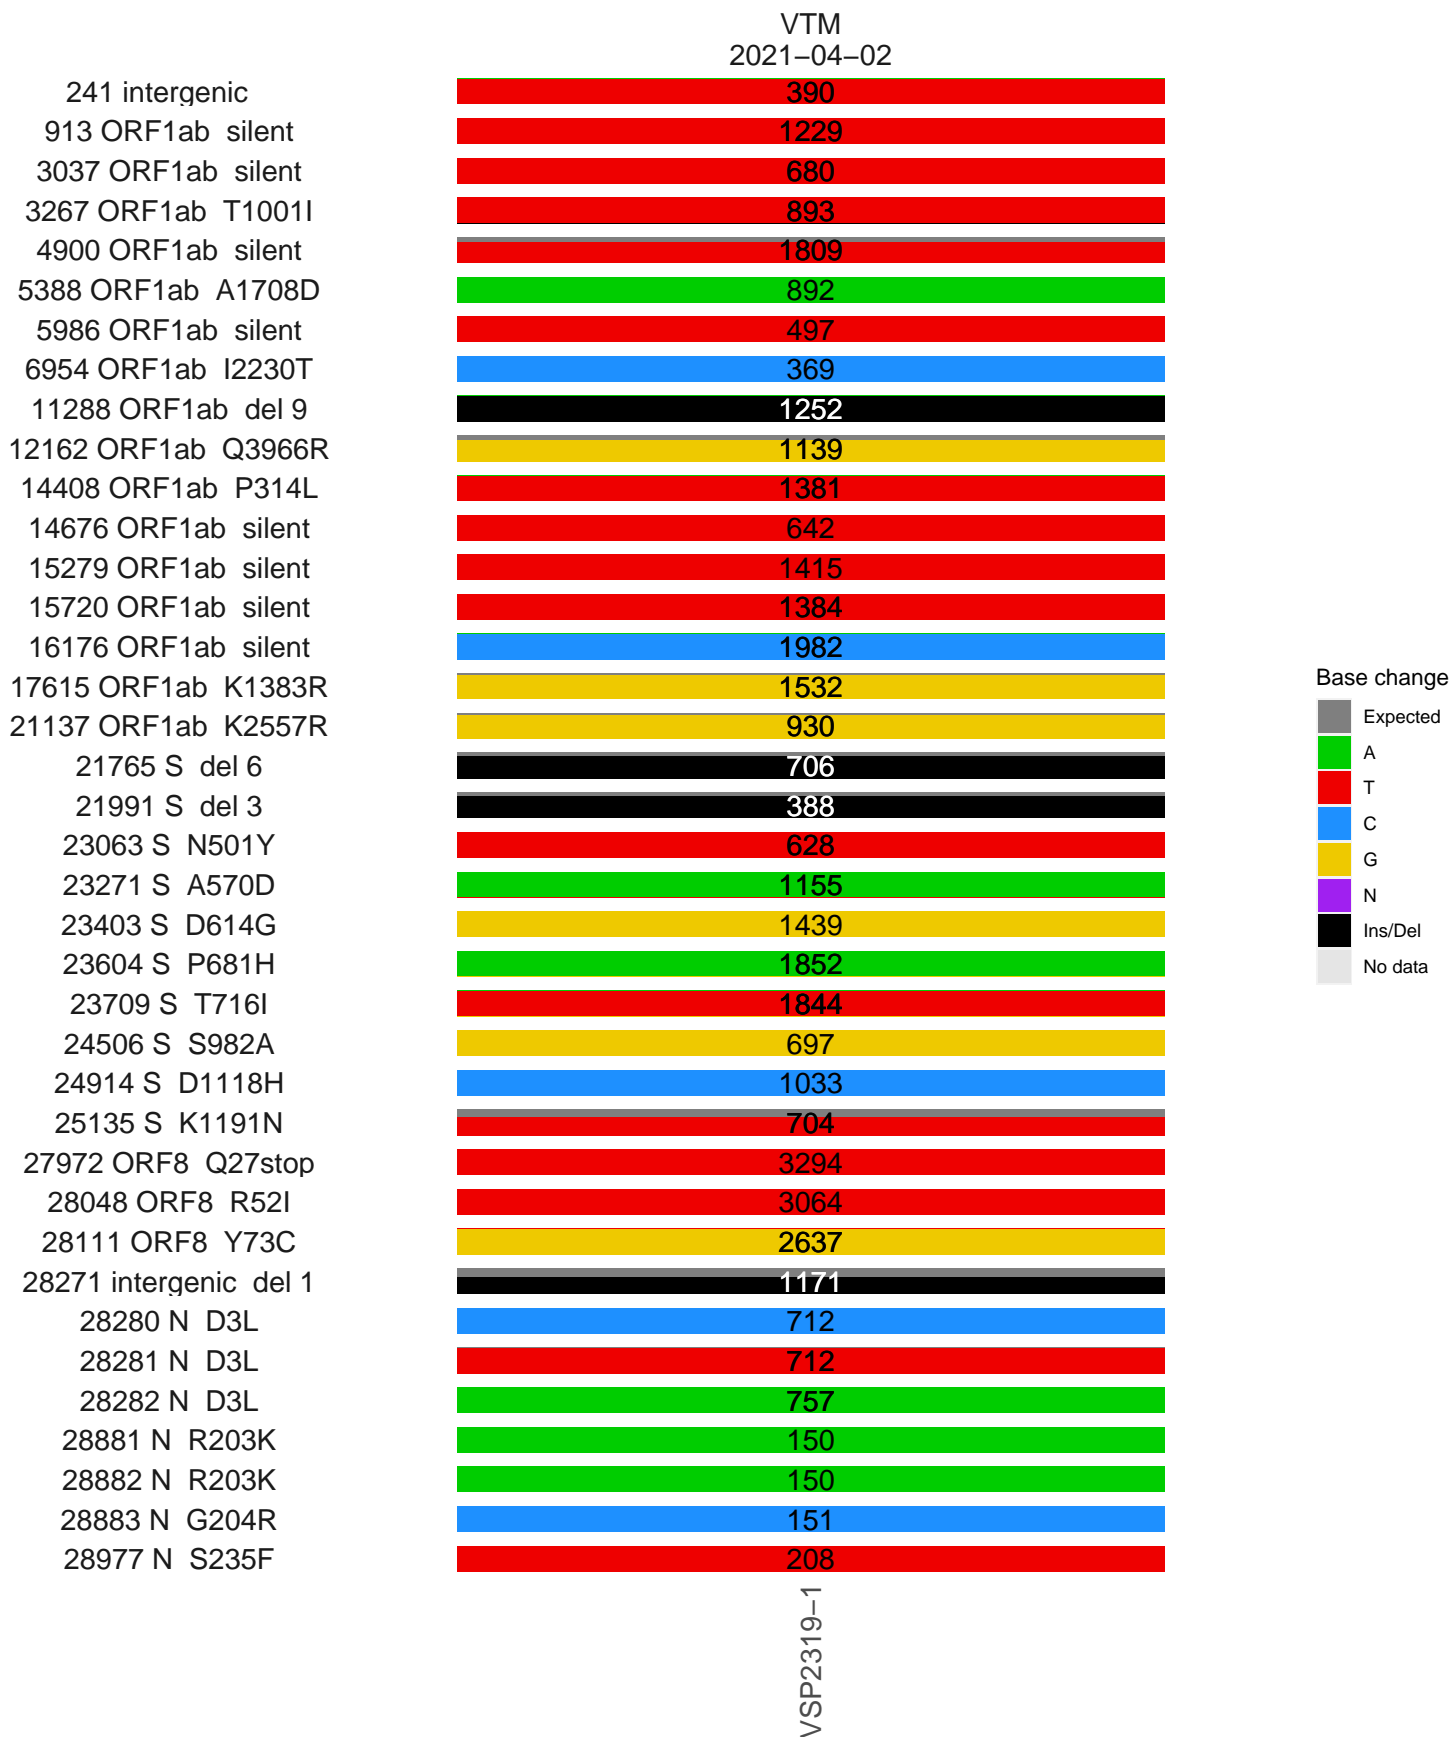 VTM
2021−04−02
241 intergenic 390
913 ORF1ab silent 1229
3037 ORF1ab silent 680
3267 ORF1ab T1001I 893
4900 ORF1ab silent 1809
5388 ORF1ab A1708D 892
5986 ORF1ab silent 497
6954 ORF1ab I2230T 369
11288 ORF1ab del 9 1252
12162 ORF1ab Q3966R 1139
14408 ORF1ab P314L 1381
14676 ORF1ab silent 642
15279 ORF1ab silent 1415
15720 ORF1ab silent 1384
16176 ORF1ab silent 1982
17615 ORF1ab K1383R 1532
21137 ORF1ab K2557R 930
21765 S del 6 706
21991 S del 3 388
23063 S N501Y 628
23271 S A570D 1155
23403 S D614G 1439
23604 S P681H 1852
23709 S T716I 1844
24506 S S982A 697
24914 S D1118H 1033
25135 S K1191N 704
27972 ORF8 Q27stop 3294
28048 ORF8 R52I 3064
28111 ORF8 Y73C 2637
28271 intergenic del 1 1171
28280 N D3L 712
28281 N D3L 712
28282 N D3L 757
28881 N R203K 150
28882 N R203K 150
28883 N G204R 151
28977 N S235F 208
VSP2319−1
Base change
Expected
A
T
C
G
N
Ins/Del
No data